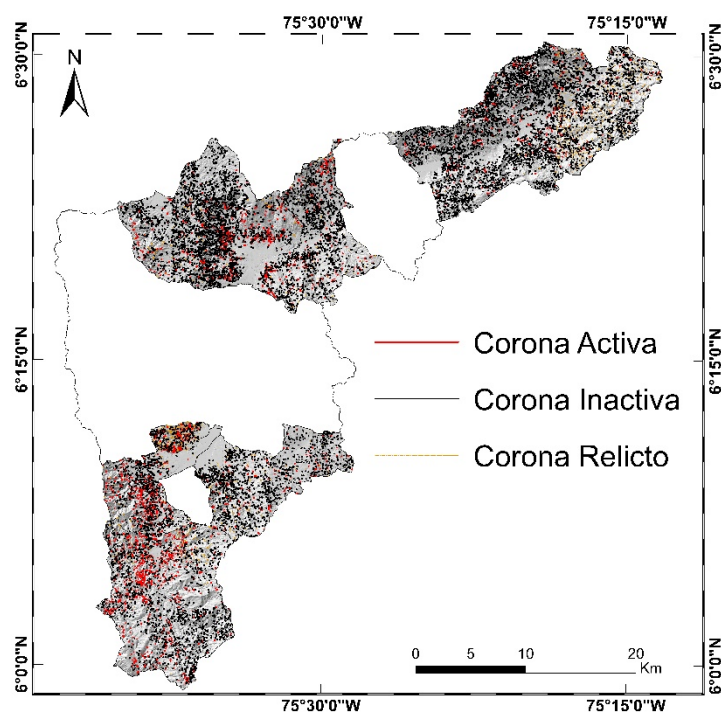 75°30'0"W 75°15'0"W
6°30'0"N 6°30'0"N
N
Corona Activa
6°15'0"N 6°15'0"N
Corona Inactiva
Corona Relicto
0 10 20
Km
6°0'0"N 6°0'0"N
75°30'0"W 75°15'0"W